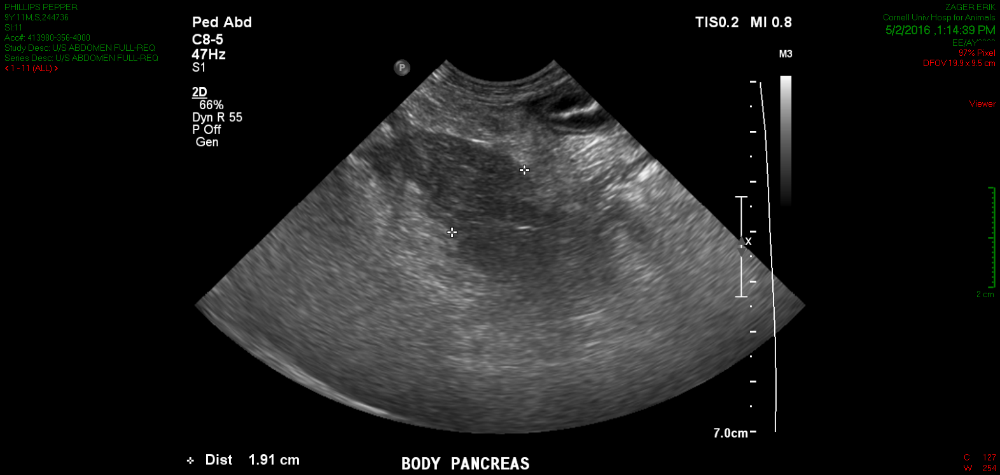 PHILLIPS PEPPER
9Y 11M,S,244736
SI:11
Acc#: 413980-356-4000
Study Desc: U/S ABDOMEN FULL-REQ
Series Desc: U/S ABDOMEN FULL-REQ
< 1 - 11 (ALL) >
ZAGER ERIK
Cornell Univ Hosp for Animals
5/2/2016 ,1:14:39 PM
EE/AY^^^^
97% Pixel
DFOV 19.9 x 9.5 cm
Viewer
Ped Abd
C8-5
47Hz
S1
2D
66%
Dyn R 55
P Off
Gen
TIS0.2 MI 0.8
M3
P
X
2 cm
7.0cm
Dist 1.91 cm
BODY PANCREAS
C 127
W 254